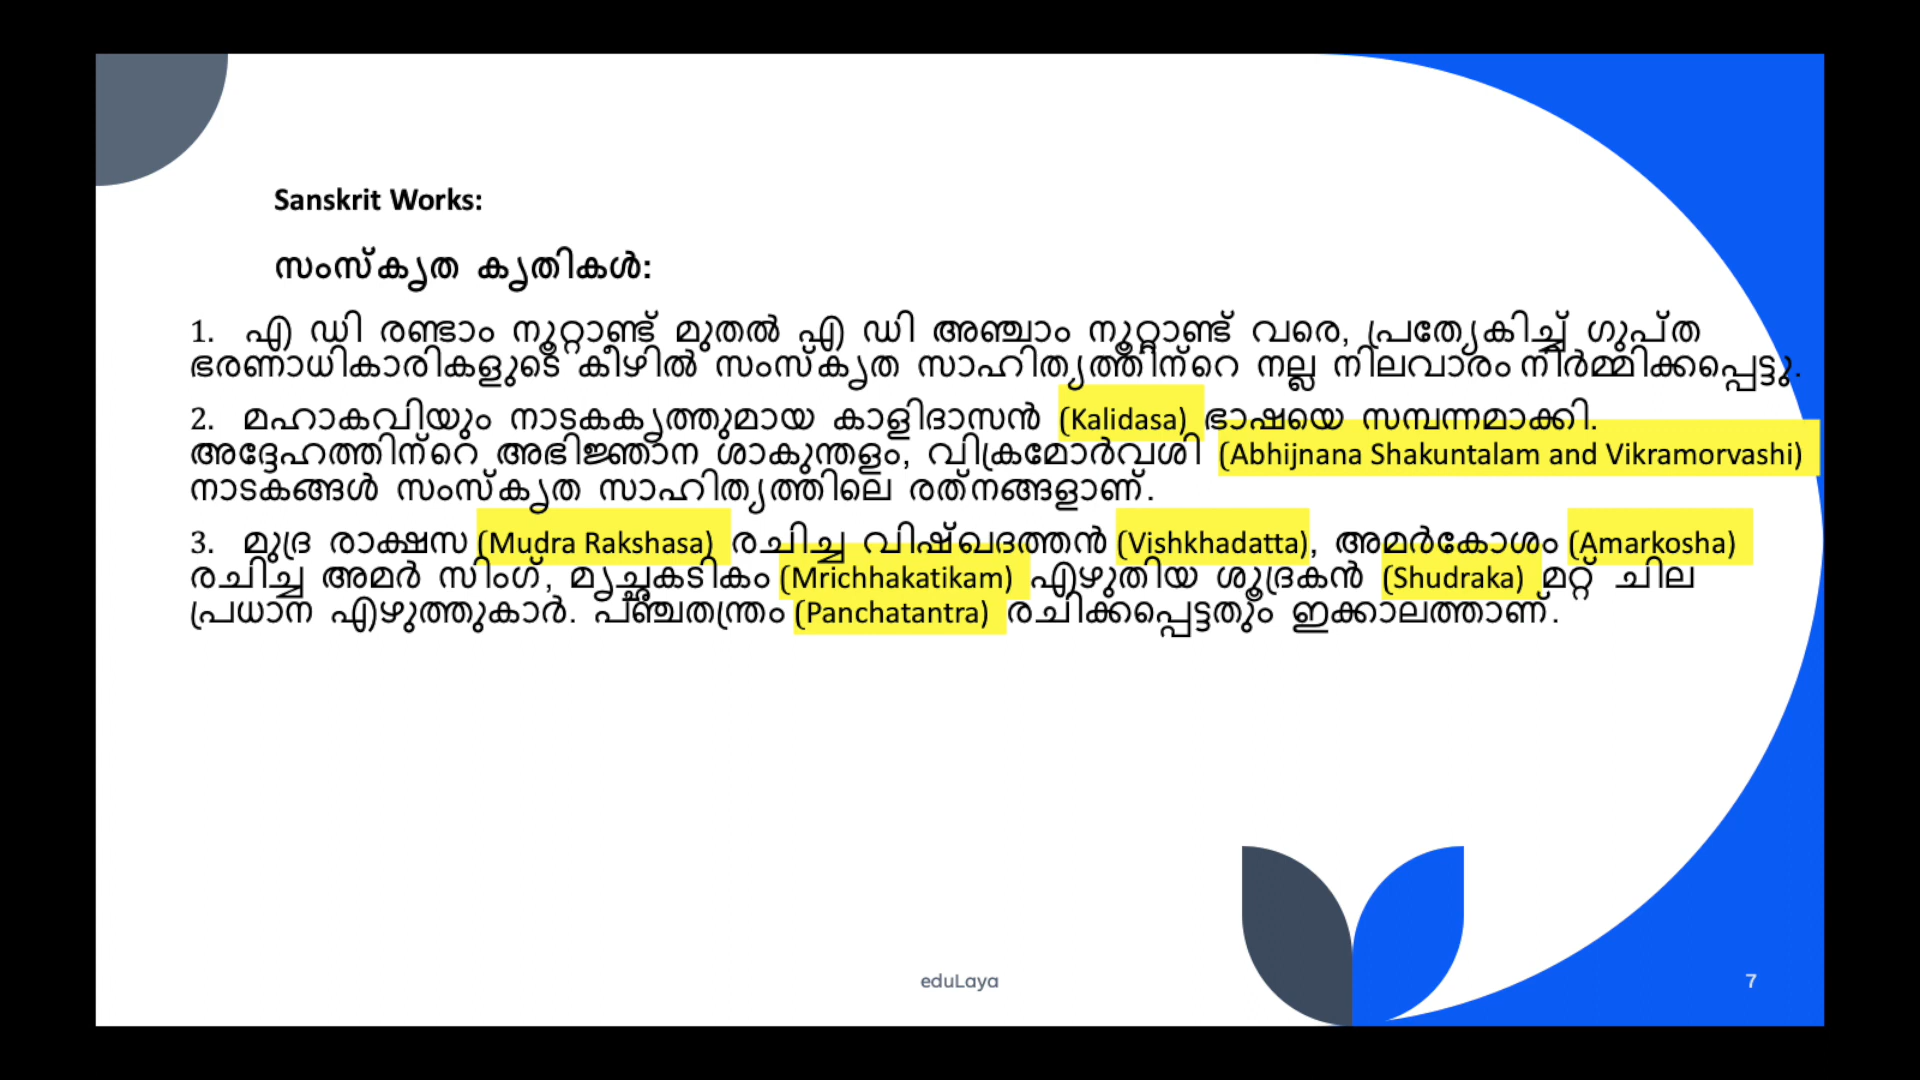 Sanskrit Works:
സംസ്കൃത കൃതികൾ:
1. എ ഡി രണ്ടാം നൂറ്റാണ്ട് മുതൽ എ ഡി അഞ്ചാം നൂറ്റാണ്ട് വരെ, പ്രത്യേകിച്ച് ഗുപ്ത
ഭരണാധികാരികളുടെ കീഴിൽ സംസ്കൃത സാഹിത്യത്തിന്റെ നല്ല നിലവാരം നിർമ്മിക്കപ്പെട്ടു.
2. മഹാകവിയും നാടകകൃത്തുമായ കാളിദാസൻ (Kalidasa) ഭാഷയെ സമ്പന്നമാക്കി.
അദ്ദേഹത്തിന്റെ അഭിജ്ഞാന ശാകുന്തളം, വിക്രമോർവശി (Abhijnana Shakuntalam and Vikramorvashi)
നാടകങ്ങൾ സംസ്കൃത സാഹിത്യത്തിലെ രത്നങ്ങളാണ്.
3. മുദ്ര രാക്ഷസ (Mudra Rakshasa) രചിച്ച വിഷ്ഖദത്തൻ (Vishkhadatta), അമർകോശം (Amarkosha)
രചിച്ച അമർ സിംഗ്, മൃച്ഛകടികം (Mrichhakatikam) എഴുതിയ ശൂദ്രകൻ (Shudraka) മറ്റ് ചില
പ്രധാന എഴുത്തുകാർ. പഞ്ചതന്ത്രം (Panchatantra) രചിക്കപ്പെട്ടതും ഇക്കാലത്താണ്.
eduLaya
7